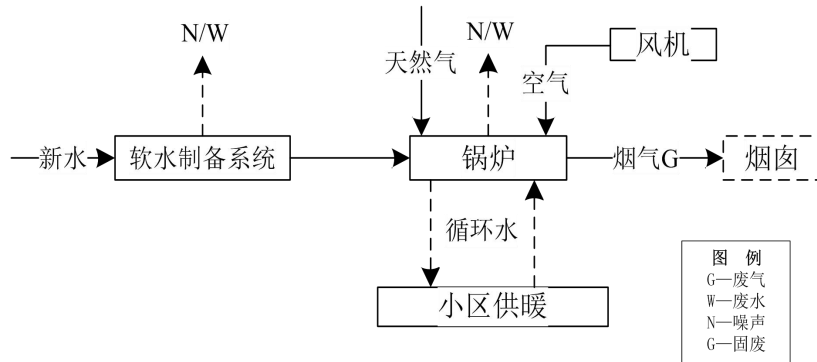 N/W
天然气
N/W
风机
空气
新水
软水制备系统
锅炉
烟气G
烟囱
循环水
小区供暖
图 例
G—废气
W—废水
N—噪声
G—固废